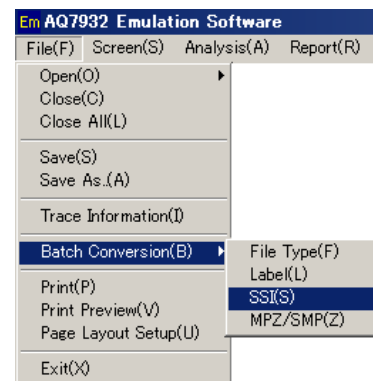 Em AQ7932 Emulation Software
File(F) Screen(S) Analysis(A) Report(R)
Open(O)
Close(C)
Close All(L)
Save(S)
Save As..(A)
Trace Information(I)
Batch Conversion(B)
File Type(F)
Label(L)
SSI(S)
MPZ/SMP(Z)
Print(P)
Print Preview(V)
Page Layout Setup(U)
Exit(X)